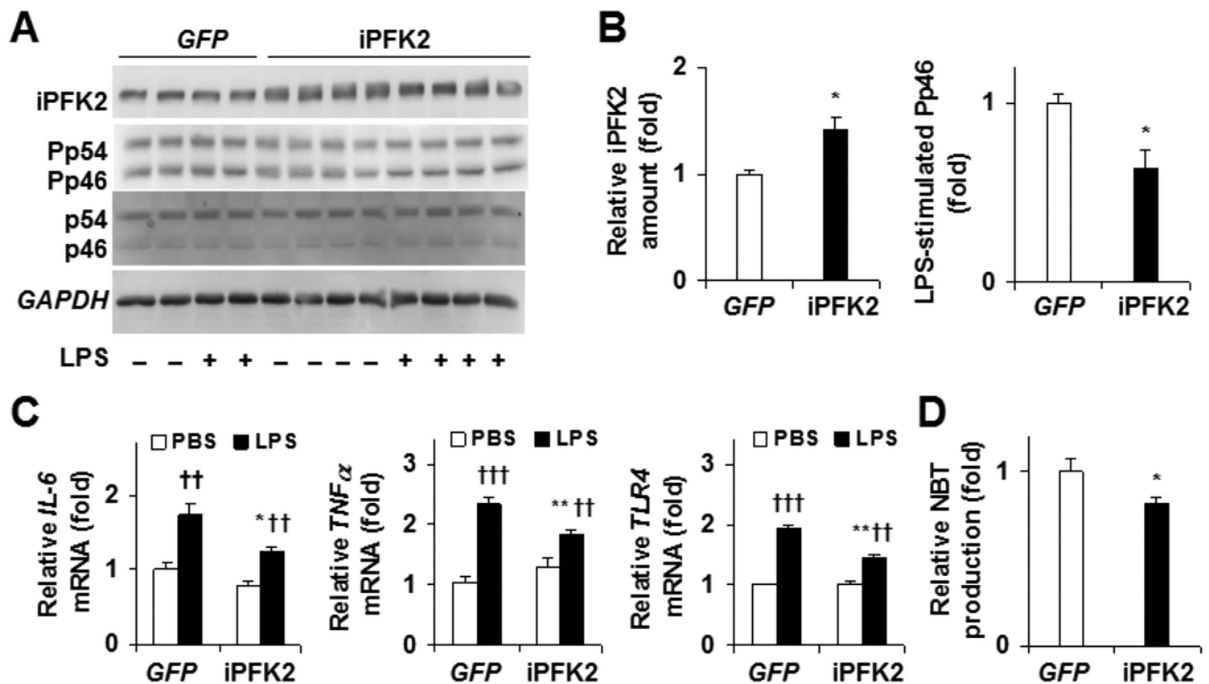 A
GFP iPFK2
iPFK2
Pp54
Pp46
p54
p46
GAPDH
LPS – – + + – – – – + + + +
B
Relative iPFK2
amount (fold)
2
1
0
*
GFP iPFK2
LPS-stimulated Pp46
(fold)
1
0
*
GFP iPFK2
C
Relative IL-6
mRNA (fold)
PBS LPS
2
1
0
††
*††
GFP iPFK2
Relative TNFα
mRNA (fold)
PBS LPS
3
2
1
0
†††
**††
GFP iPFK2
Relative TLR4
mRNA (fold)
PBS LPS
3
2
1
0
†††
**††
GFP iPFK2
D
Relative NBT
production (fold)
1
0
*
GFP iPFK2